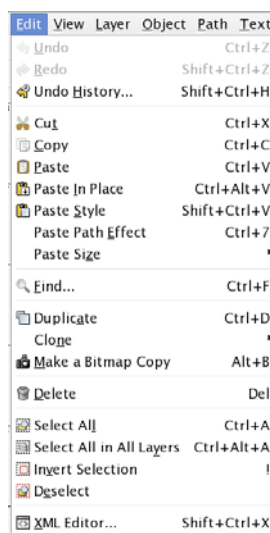 Edit View Layer Object Path Text
Undo Ctrl+Z
Redo Shift+Ctrl+Z
Undo History... Shift+Ctrl+H
Cut Ctrl+X
Copy Ctrl+C
Paste Ctrl+V
Paste In Place Ctrl+Alt+V
Paste Style Shift+Ctrl+V
Paste Path Effect Ctrl+7
Paste Size
Find... Ctrl+F
Duplicate Ctrl+D
Clone
Make a Bitmap Copy Alt+B
Delete Del
Select All Ctrl+A
Select All in All Layers Ctrl+Alt+A
Invert Selection !
Deselect
XML Editor... Shift+Ctrl+X